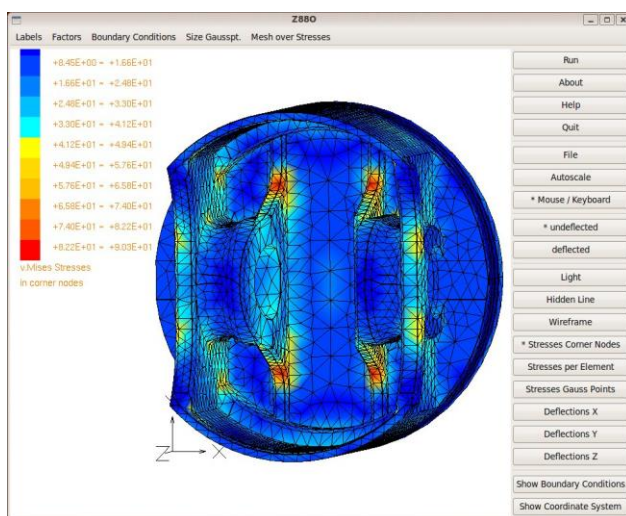 Z88O
Labels Factors Boundary Conditions Size Gausspt. Mesh over Stresses
+8.45E+00 - +1.66E+01
+1.66E+01 - +2.48E+01
+2.48E+01 - +3.30E+01
+3.30E+01 - +4.12E+01
+4.12E+01 - +4.94E+01
+4.94E+01 - +5.76E+01
+5.76E+01 - +6.58E+01
+6.58E+01 - +7.40E+01
+7.40E+01 - +8.22E+01
+8.22E+01 - +9.03E+01
v.Mises Stresses
in corner nodes
Z X
Run
About
Help
Quit
File
Autoscale
* Mouse / Keyboard
* undeflected
deflected
Light
Hidden Line
Wireframe
* Stresses Corner Nodes
Stresses per Element
Stresses Gauss Points
Deflections X
Deflections Y
Deflections Z
Show Boundary Conditions
Show Coordinate System